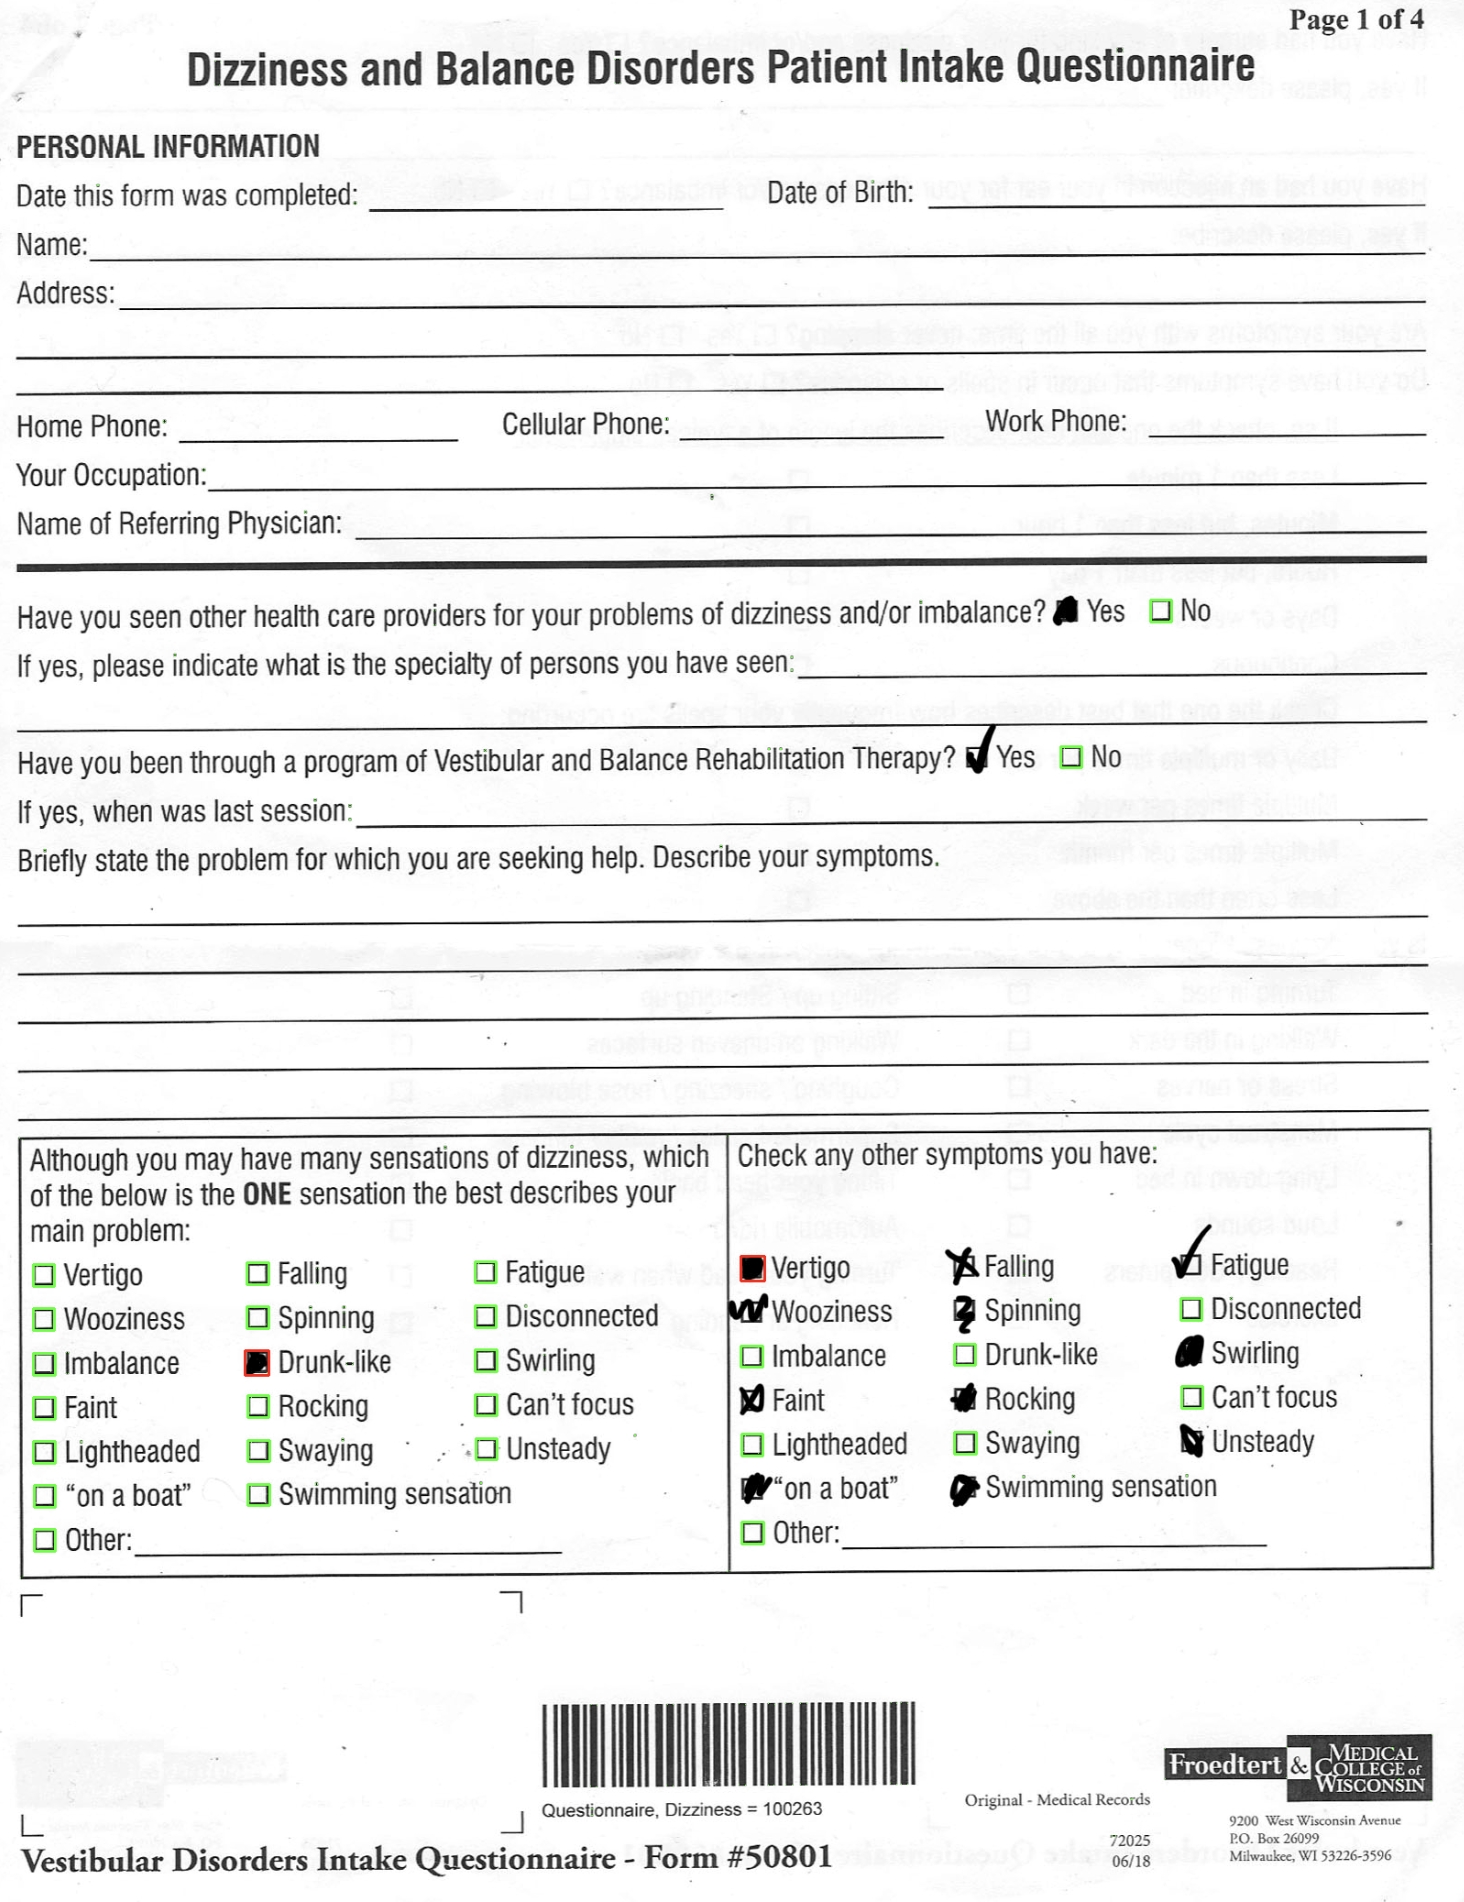 Page 1 of 4
Dizziness and Balance Disorders Patient Intake Questionnaire
PERSONAL INFORMATION
Date this form was completed: Date of Birth:
Name:
Address:
Home Phone: Cellular Phone: Work Phone:
Your Occupation:
Name of Referring Physician:
Have you seen other health care providers for your problems of dizziness and/or imbalance? Yes No
If yes, please indicate what is the specialty of persons you have seen:
Have you been through a program of Vestibular and Balance Rehabilitation Therapy? Yes No
If yes, when was last session:
Briefly state the problem for which you are seeking help. Describe your symptoms.
Although you may have many sensations of dizziness, which
of the below is the ONE sensation the best describes your
main problem:
Vertigo Falling Fatigue
Wooziness Spinning Disconnected
Imbalance Drunk-like Swirling
Faint Rocking Can't focus
Lightheaded Swaying Unsteady
"on a boat" Swimming sensation
Other:
Check any other symptoms you have:
Vertigo Falling Fatigue
Wooziness Spinning Disconnected
Imbalance Drunk-like Swirling
Faint Rocking Can't focus
Lightheaded Swaying Unsteady
"on a boat" Swimming sensation
Other:
Questionnaire, Dizziness = 100263
Vestibular Disorders Intake Questionnaire - Form #50801
Original - Medical Records
72025
06/18
Froedtert & MEDICAL
COLLEGE of
WISCONSIN
9200 West Wisconsin Avenue
P.O. Box 26099
Milwaukee, WI 53226-3596